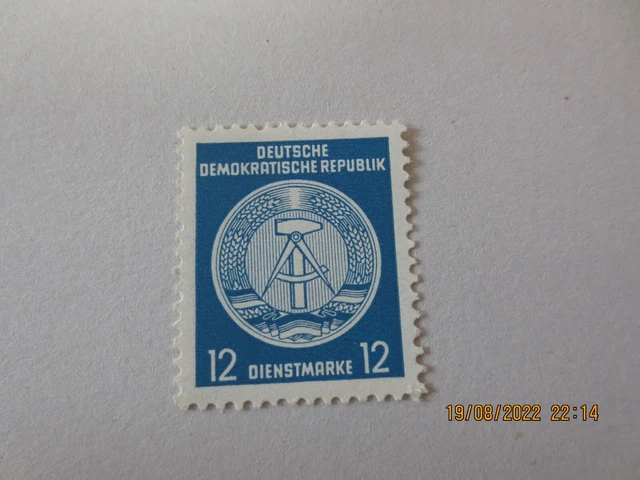 DEUTSCHE
DEMOKRATISCHE REPUBLIK
12 DIENSTMARKE 12
19/08/2022 22:14